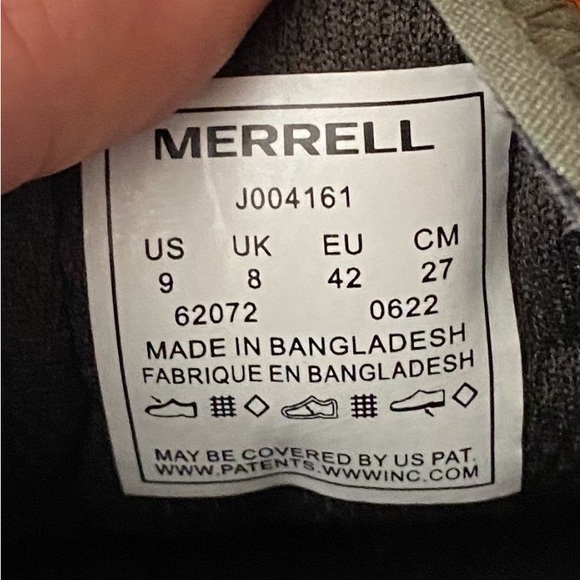 MERRELL
J004161
US UK EU CM
9 8 42 27
62072 0622
MADE IN BANGLADESH
FABRIQUE EN BANGLADESH
MAY BE COVERED BY US PAT.
WWW.PATENTS.WWWINC.COM